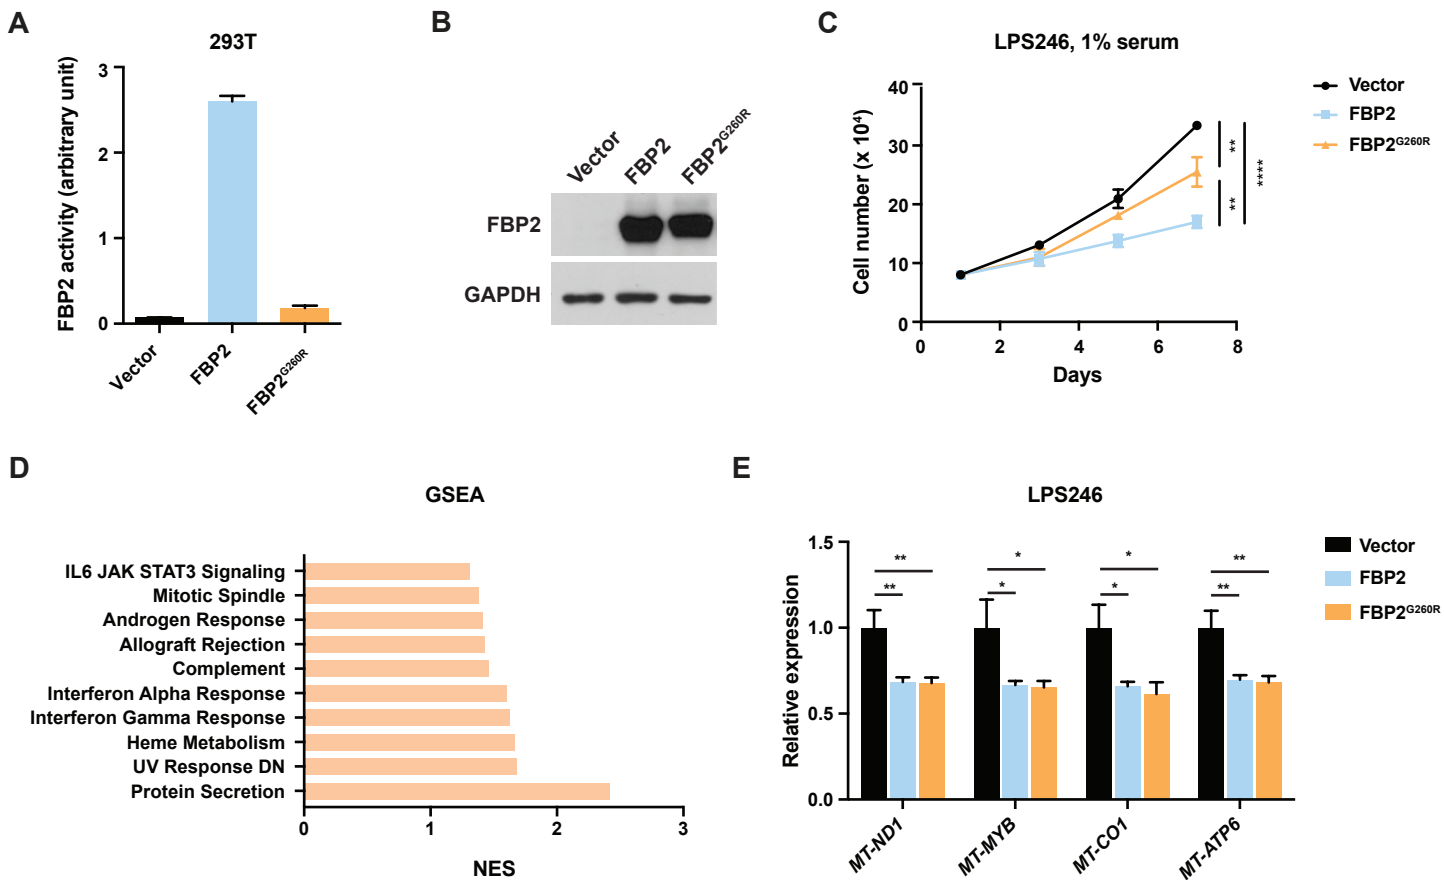 A
293T
FBP2 activity (arbitrary unit)
3
2
1
0
Vector
FBP2
FBP2G260R
B
Vector
FBP2
FBP2G260R
FBP2
GAPDH
C
LPS246, 1% serum
Cell number (x 10⁴)
40
30
20
10
0
0 2 4 6 8
Days
**
**
****
Vector
FBP2
FBP2G260R
D
GSEA
IL6 JAK STAT3 Signaling
Mitotic Spindle
Androgen Response
Allograft Rejection
Complement
Interferon Alpha Response
Interferon Gamma Response
Heme Metabolism
UV Response DN
Protein Secretion
0 1 2 3
NES
E
LPS246
Relative expression
1.5
1.0
0.5
0.0
** * * **
** * * **
MT-ND1
MT-MYB
MT-CO1
MT-ATP6
Vector
FBP2
FBP2G260R